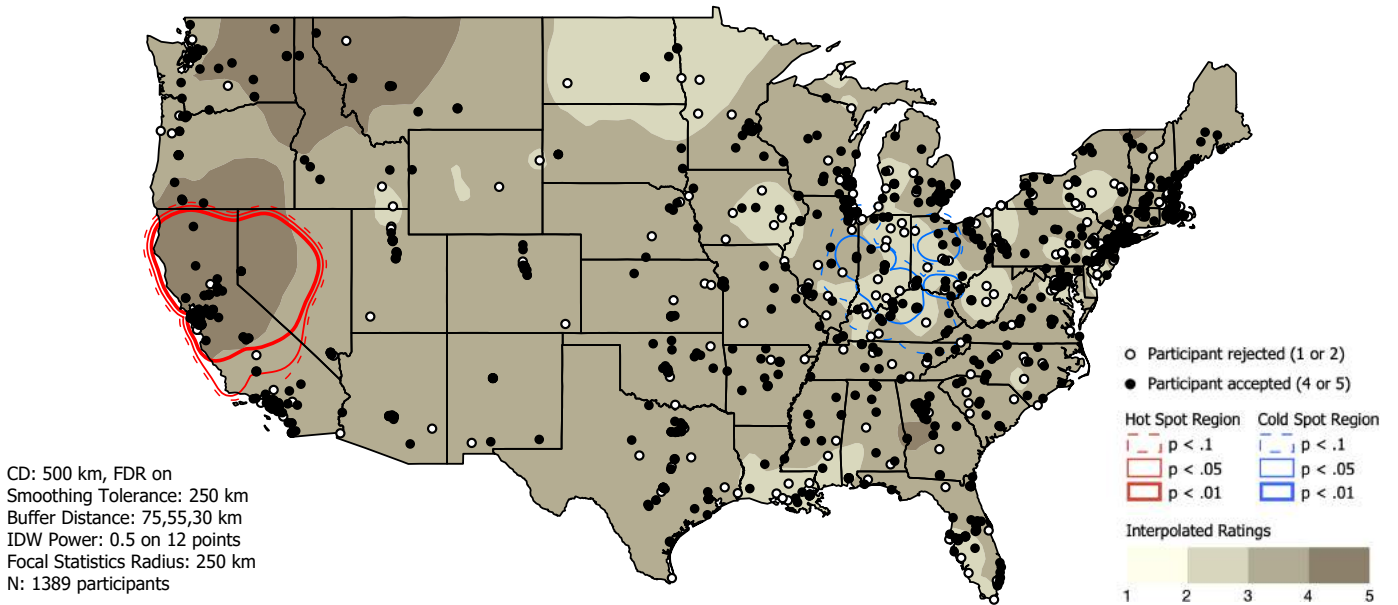 CD: 500 km, FDR on
Smoothing Tolerance: 250 km
Buffer Distance: 75,55,30 km
IDW Power: 0.5 on 12 points
Focal Statistics Radius: 250 km
N: 1389 participants
Participant rejected (1 or 2)
Participant accepted (4 or 5)
Hot Spot Region Cold Spot Region
p < .1 p < .1
p < .05 p < .05
p < .01 p < .01
Interpolated Ratings
1 2 3 4 5